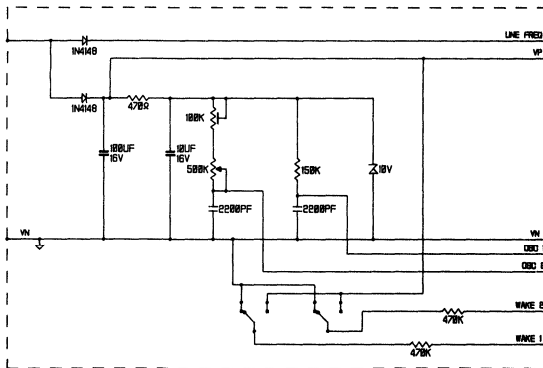 LINE FREQ
1N4148
VP
1N4148
470Ω
100K
100UF
16V
10UF
16V
500K
150K
10V
2200PF
2200PF
VN
VN
OSC
OSC
WAKE
470K
WAKE I
470K